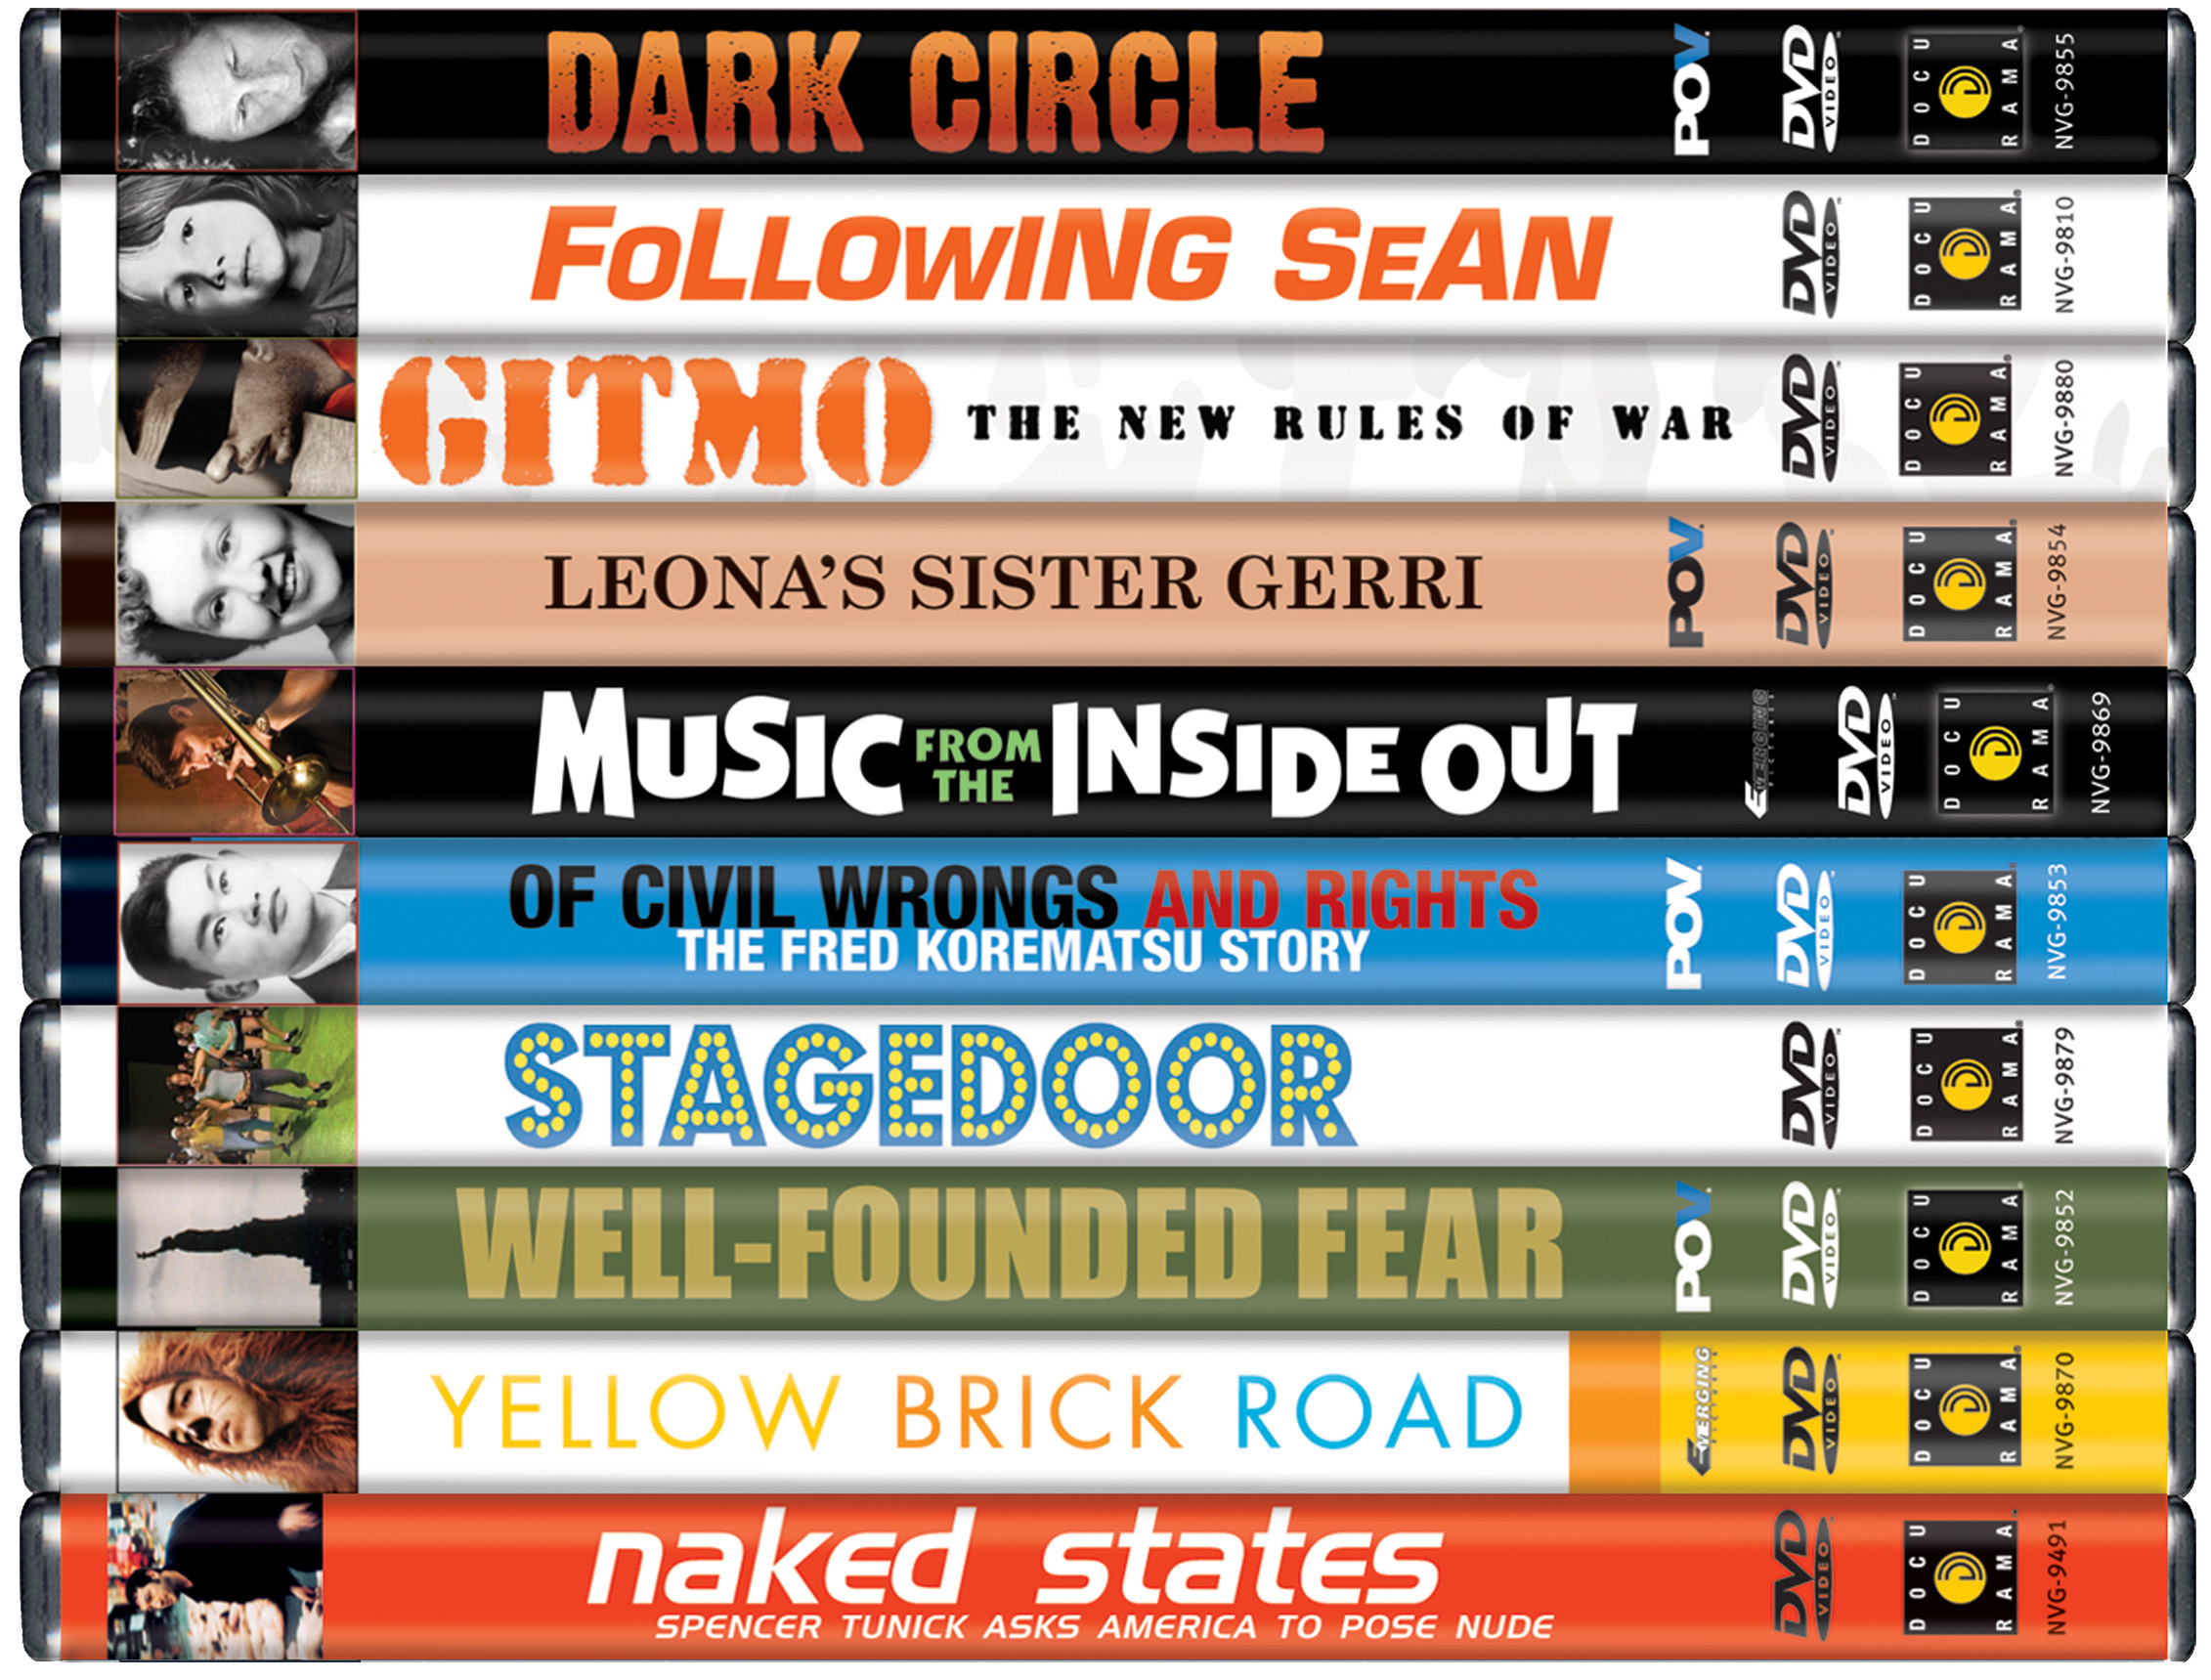 DARK CIRCLE
POV
DVD
VIDEO
DOCU
RAMA
NVG-9855
FOLLOWING SEAN
DVD
VIDEO
DOCU
RAMA
NVG-9810
GITMO THE NEW RULES OF WAR
DVD
VIDEO
DOCU
RAMA
NVG-9880
LEONA'S SISTER GERRI
POV
DVD
VIDEO
DOCU
RAMA
NVG-9854
MUSIC FROM THE INSIDE OUT
EMERGING
PICTURES
DVD
VIDEO
DOCU
RAMA
NVG-9869
OF CIVIL WRONGS AND RIGHTS
THE FRED KOREMATSU STORY
POV
DVD
VIDEO
DOCU
RAMA
NVG-9853
STAGEDOOR
DVD
VIDEO
DOCU
RAMA
NVG-9879
WELL-FOUNDED FEAR
POV
DVD
VIDEO
DOCU
RAMA
NVG-9852
YELLOW BRICK ROAD
EMERGING
DVD
VIDEO
DOCU
RAMA
NVG-9870
naked states
SPENCER TUNICK ASKS AMERICA TO POSE NUDE
DVD
VIDEO
DOCU
RAMA
NVG-9491